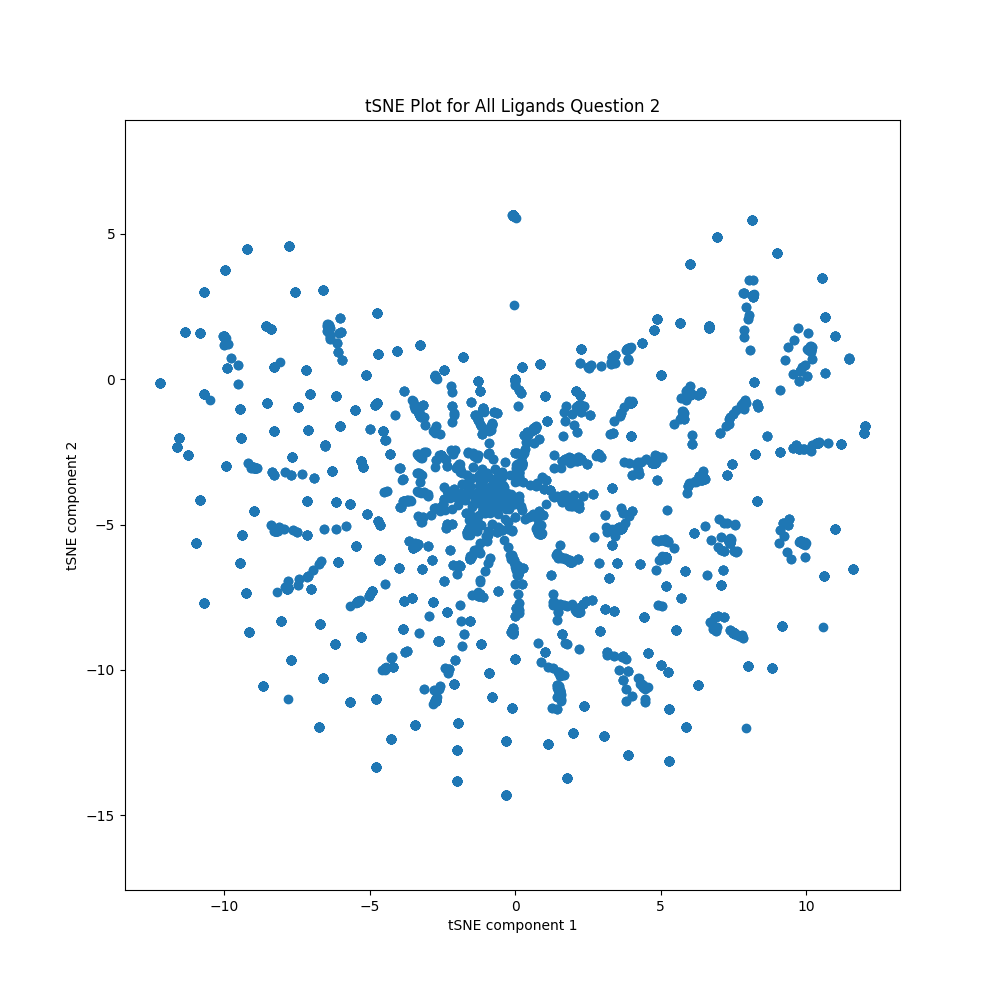 tSNE Plot for All Ligands Question 2
5
0
−5
−10
−15
tSNE component 2
−10 −5 0 5 10
tSNE component 1